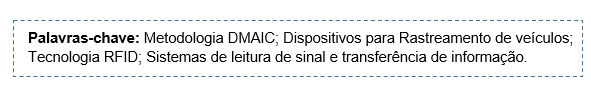 Palavras-chave: Metodologia DMAIC; Dispositivos para Rastreamento de veículos;
Tecnologia RFID; Sistemas de leitura de sinal e transferência de informação.